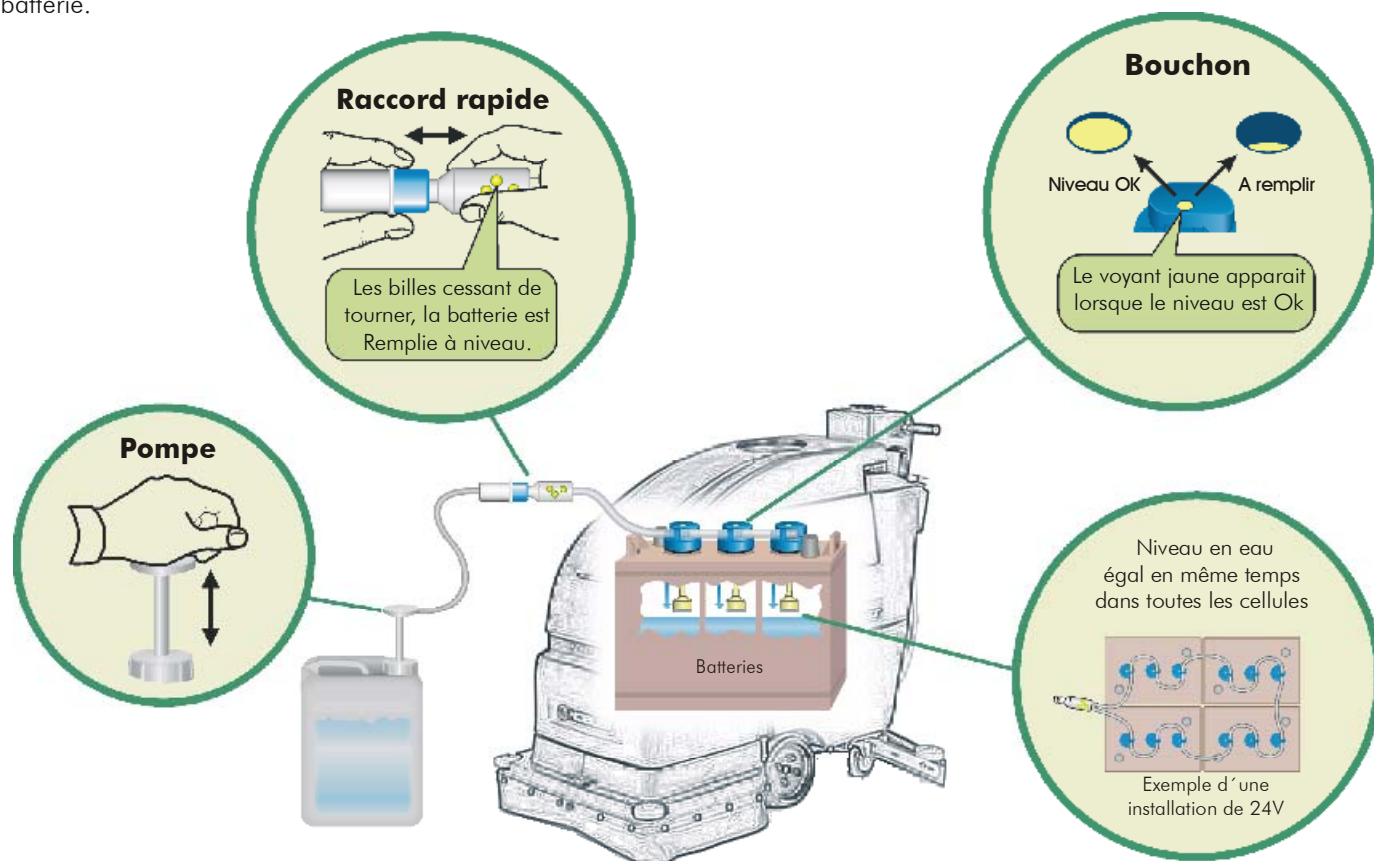 batterie.
Raccord rapide
Les billes cessant de
tourner, la batterie est
Remplie à niveau.
Bouchon
Niveau OK
A remplir
Le voyant jaune apparait
lorsque le niveau est Ok
Pompe
Batteries
Niveau en eau
égal en même temps
dans toutes les cellules
Exemple d´une
installation de 24V